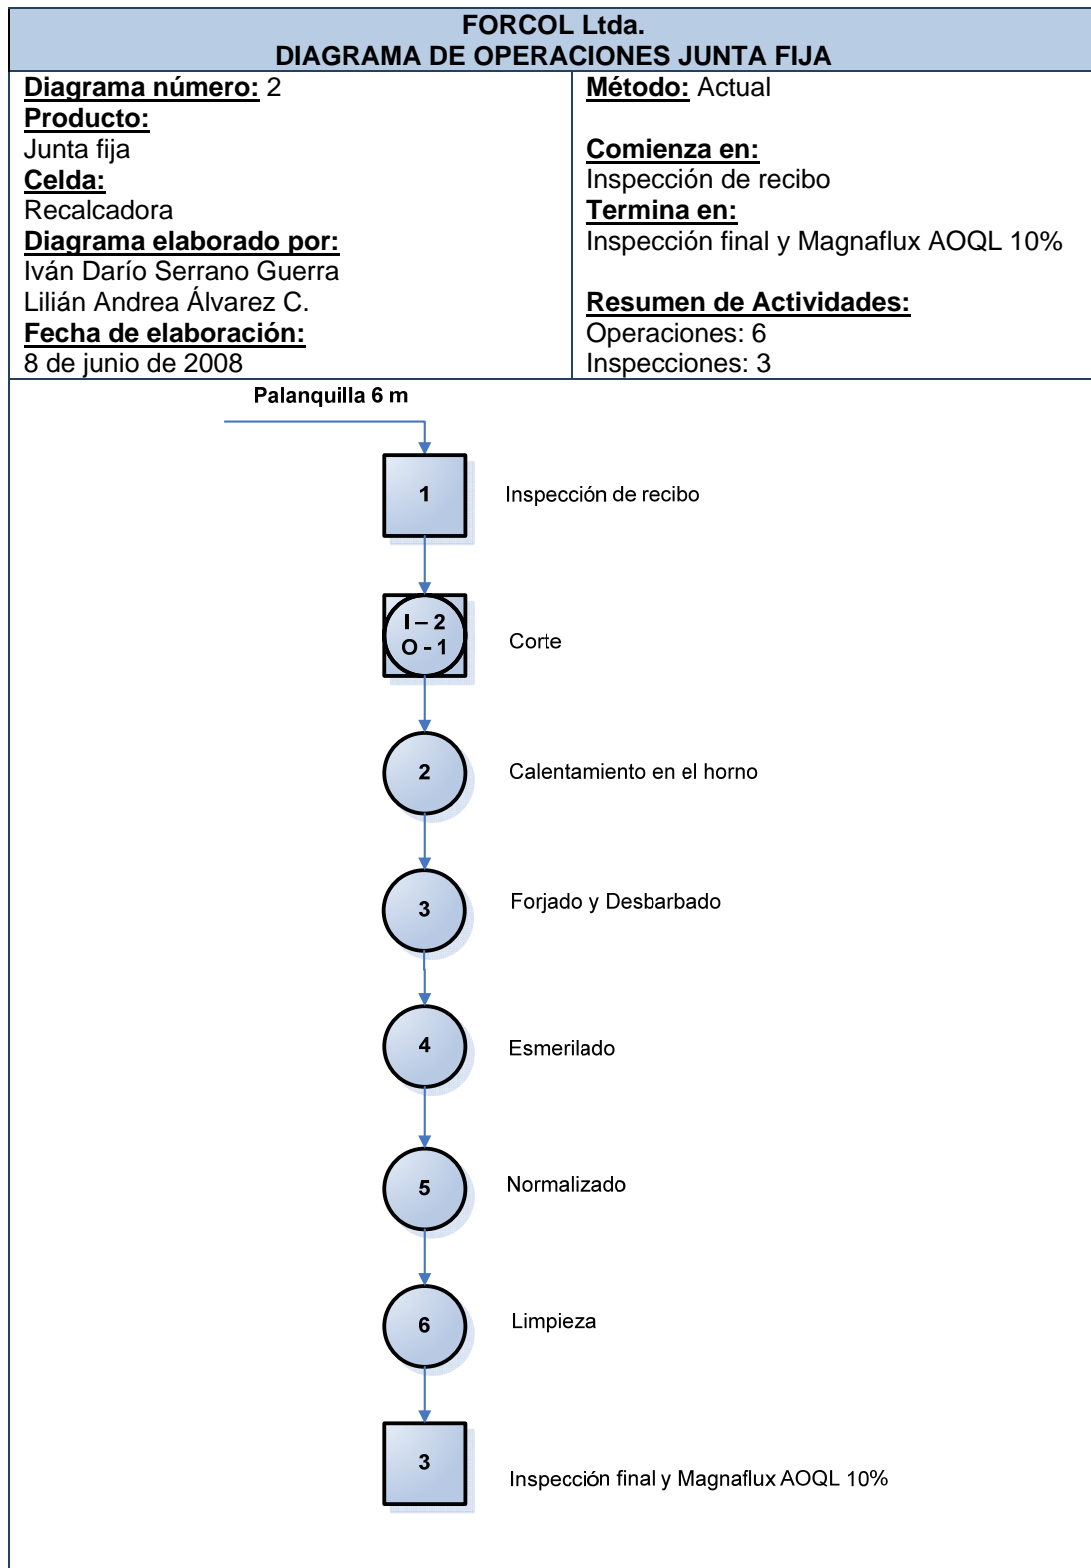 FORCOL Ltda.
DIAGRAMA DE OPERACIONES JUNTA FIJA
Diagrama número: 2
Producto:
Junta fija
Celda:
Recalcadora
Diagrama elaborado por:
Iván Darío Serrano Guerra
Lilián Andrea Álvarez C.
Fecha de elaboración:
8 de junio de 2008
Método: Actual
Comienza en:
Inspección de recibo
Termina en:
Inspección final y Magnaflux AOQL 10%
Resumen de Actividades:
Operaciones: 6
Inspecciones: 3
Palanquilla 6 m
1
Inspección de recibo
I – 2
O - 1
Corte
2
Calentamiento en el horno
3
Forjado y Desbarbado
4
Esmerilado
5
Normalizado
6
Limpieza
3
Inspección final y Magnaflux AOQL 10%